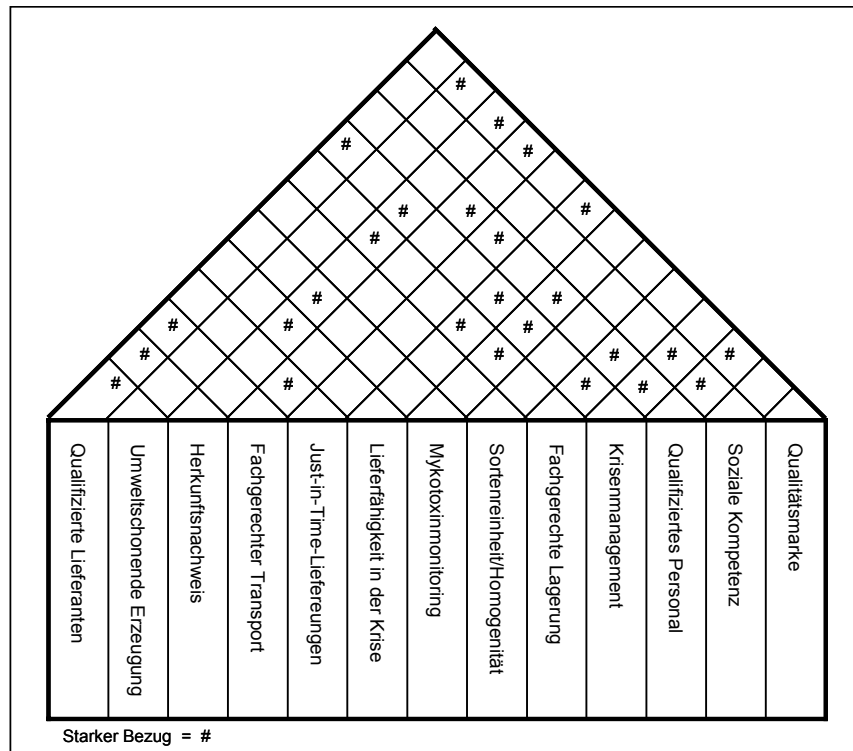 #
#
# #
# # #
# #
# # #
# # # #
# # # # #
# # # # #
Qualifizierte Lieferanten
Umweltschonende Erzeugung
Herkunftsnachweis
Fachgerechter Transport
Just-in-Time-Liefereungen
Lieferfähigkeit in der Krise
Mykotoxinmonitoring
Sortenreinheit/Homogenität
Fachgerechte Lagerung
Krisenmanagement
Qualifiziertes Personal
Soziale Kompetenz
Qualitätsmarke
Starker Bezug = #